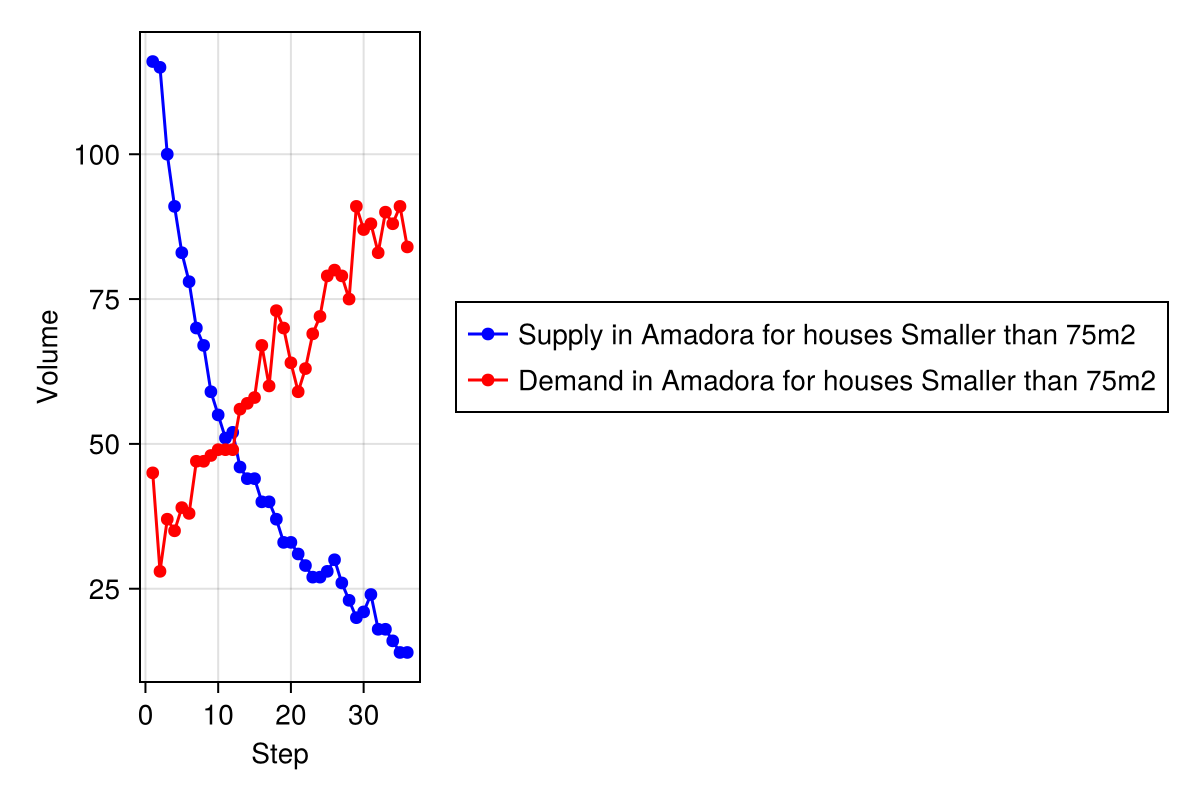 Volume
100
75
50
25
0 10 20 30
Step
Supply in Amadora for houses Smaller than 75m2
Demand in Amadora for houses Smaller than 75m2